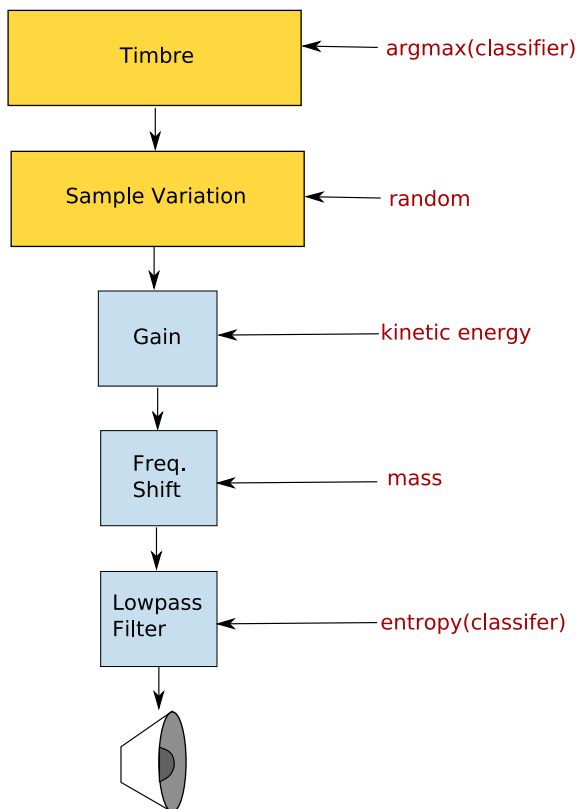 Timbre
argmax(classifier)
Sample Variation
random
Gain
kinetic energy
Freq.
Shift
mass
Lowpass
Filter
entropy(classifer)